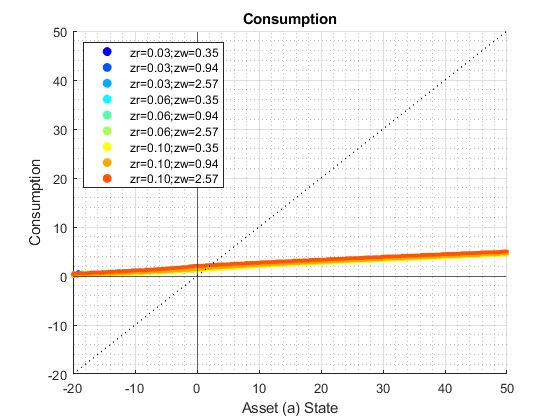 Consumption
50
40
30
20
10
0
-10
-20
Consumption
zr=0.03;zw=0.35
zr=0.03;zw=0.94
zr=0.03;zw=2.57
zr=0.06;zw=0.35
zr=0.06;zw=0.94
zr=0.06;zw=2.57
zr=0.10;zw=0.35
zr=0.10;zw=0.94
zr=0.10;zw=2.57
-20 -10 0 10 20 30 40 50
Asset (a) State